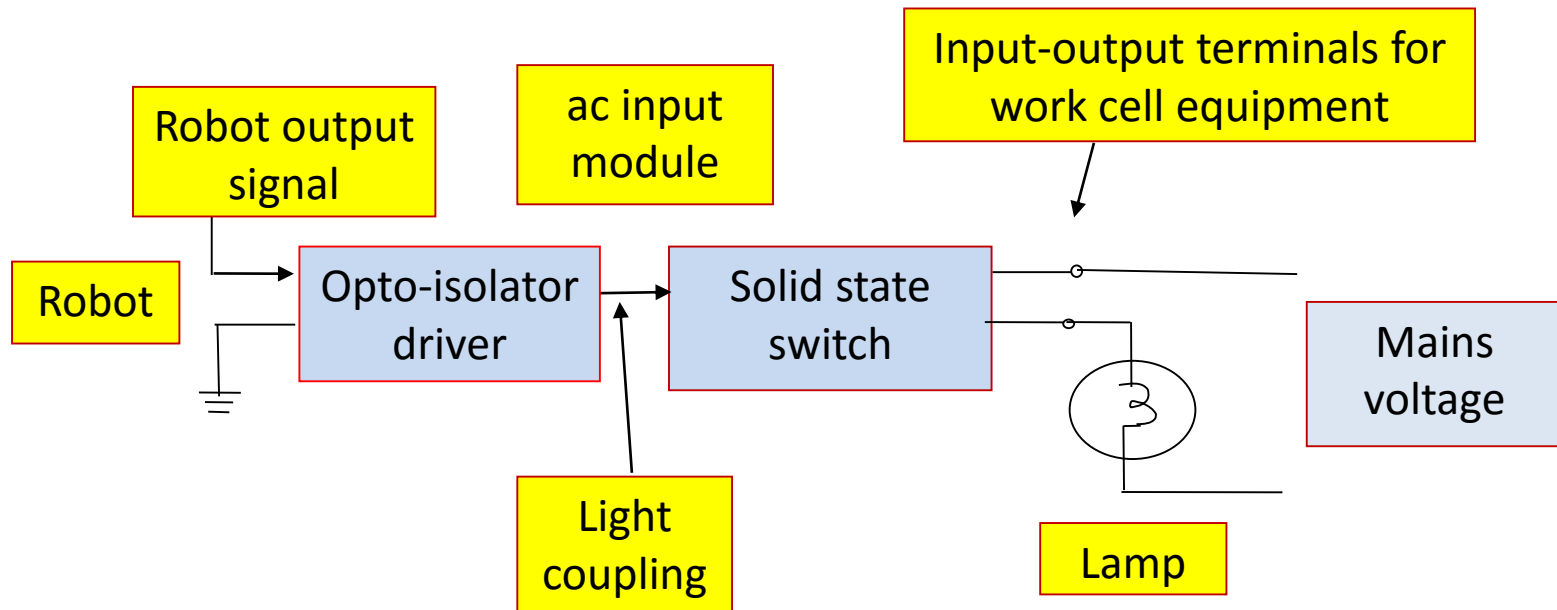 Input-output terminals for
work cell equipment
ac input
module
Robot output
signal
Robot
Opto-isolator
driver
Solid state
switch
Mains
voltage
Light
coupling
Lamp